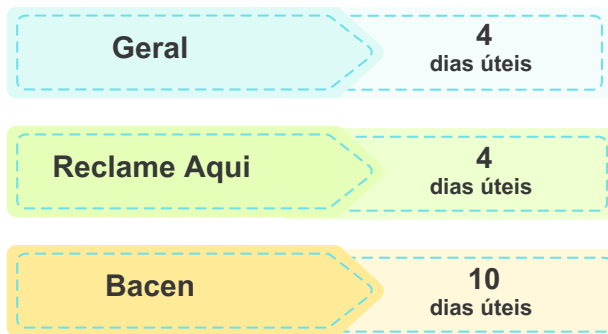 Geral
4
dias úteis
Reclame Aqui
4
dias úteis
Bacen
10
dias úteis